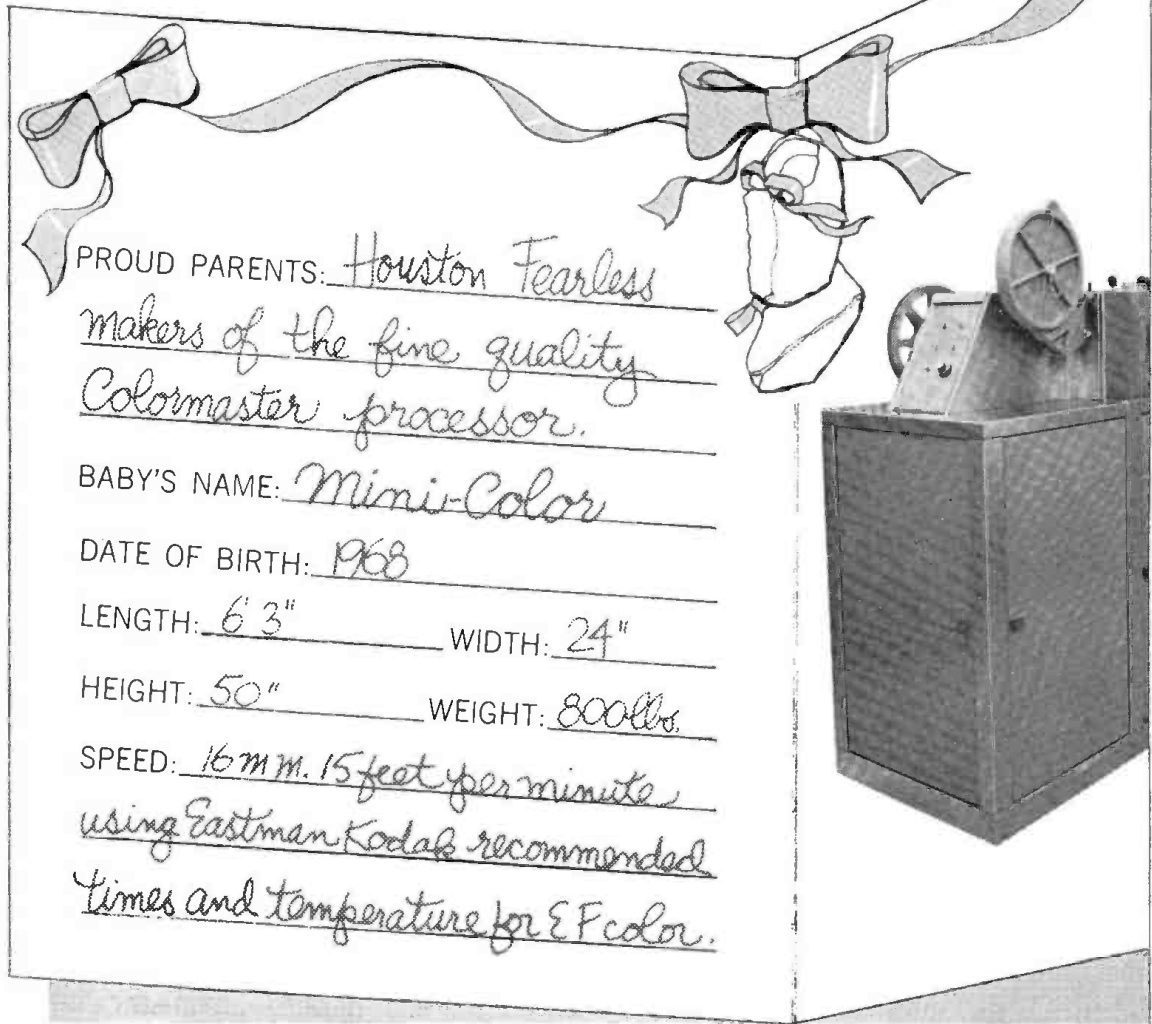 PROUD PARENTS: Houston Fearless
makers of the fine quality
Colormaster processor.
BABY'S NAME: Mini-Color
DATE OF BIRTH: 1968
LENGTH: 6' 3" WIDTH: 24"
HEIGHT: 50" WEIGHT: 800 lbs.
SPEED: 16mm. 15 feet per minute
using Eastman Kodak recommended
times and temperature for EF color.